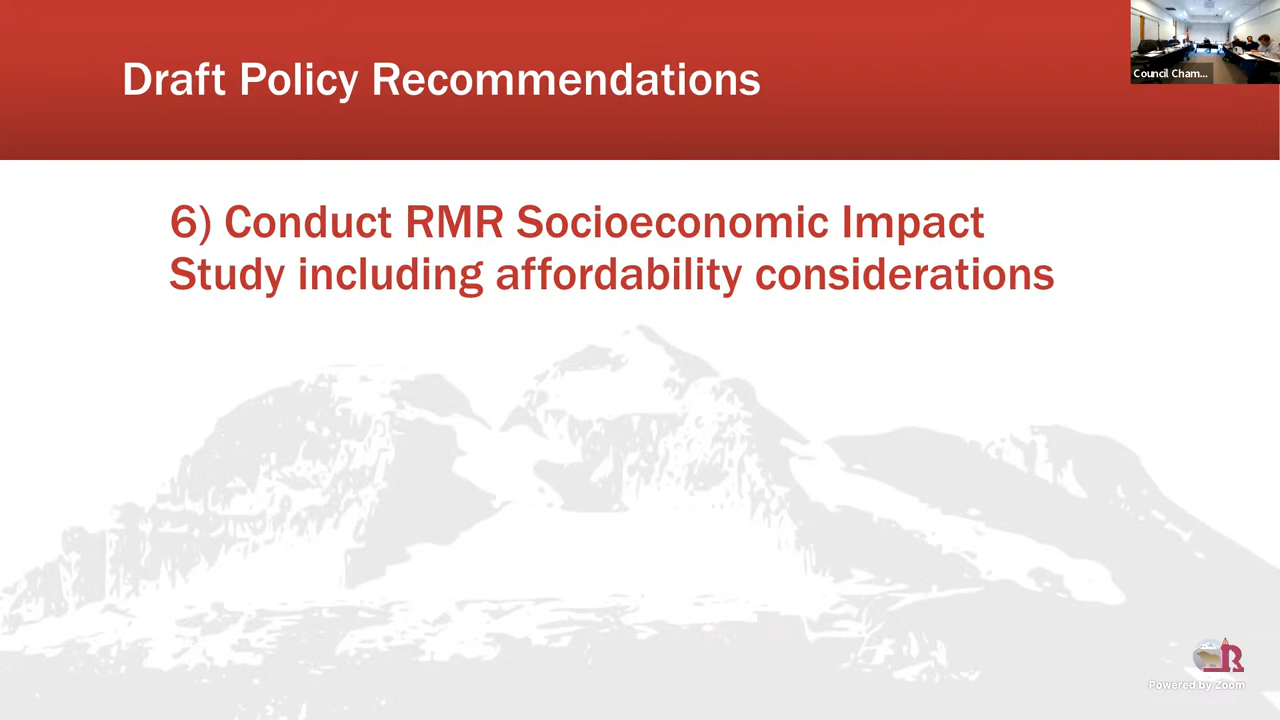 Draft Policy Recommendations
Council Cham...
6) Conduct RMR Socioeconomic Impact
Study including affordability considerations
R
Powered by Zoom